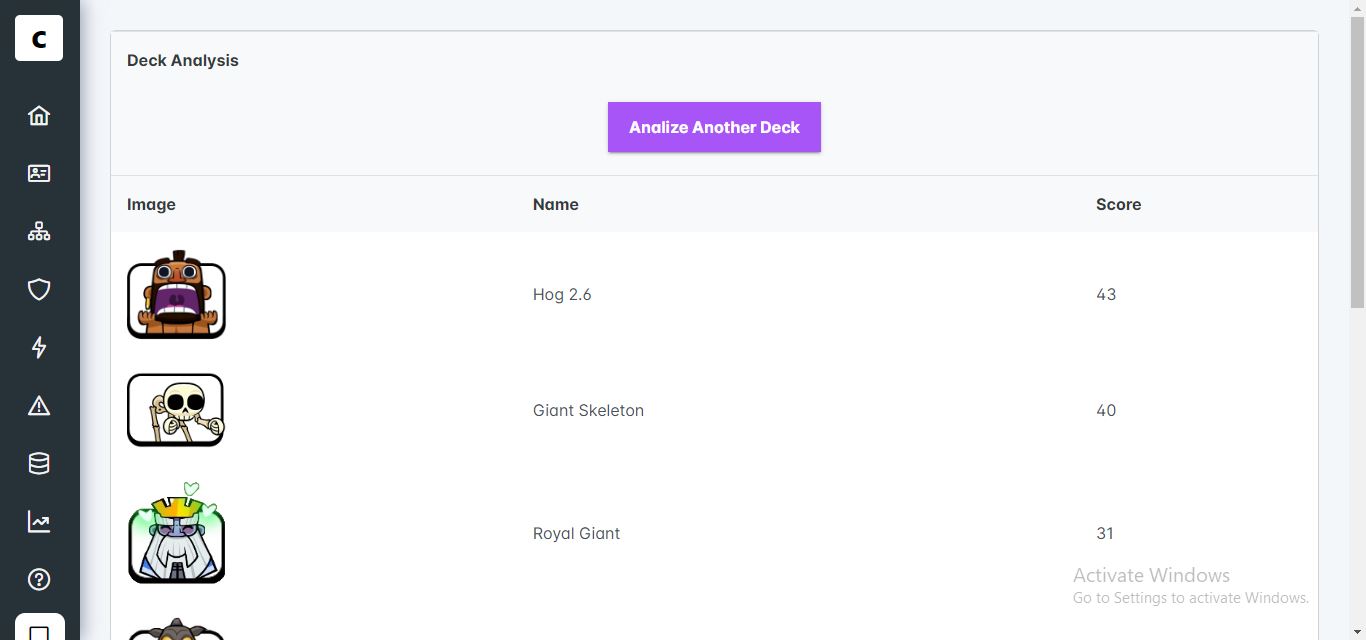 C
Deck Analysis
Analize Another Deck
Image Name Score
Hog 2.6 43
Giant Skeleton 40
Royal Giant 31
Activate Windows
Go to Settings to activate Windows.